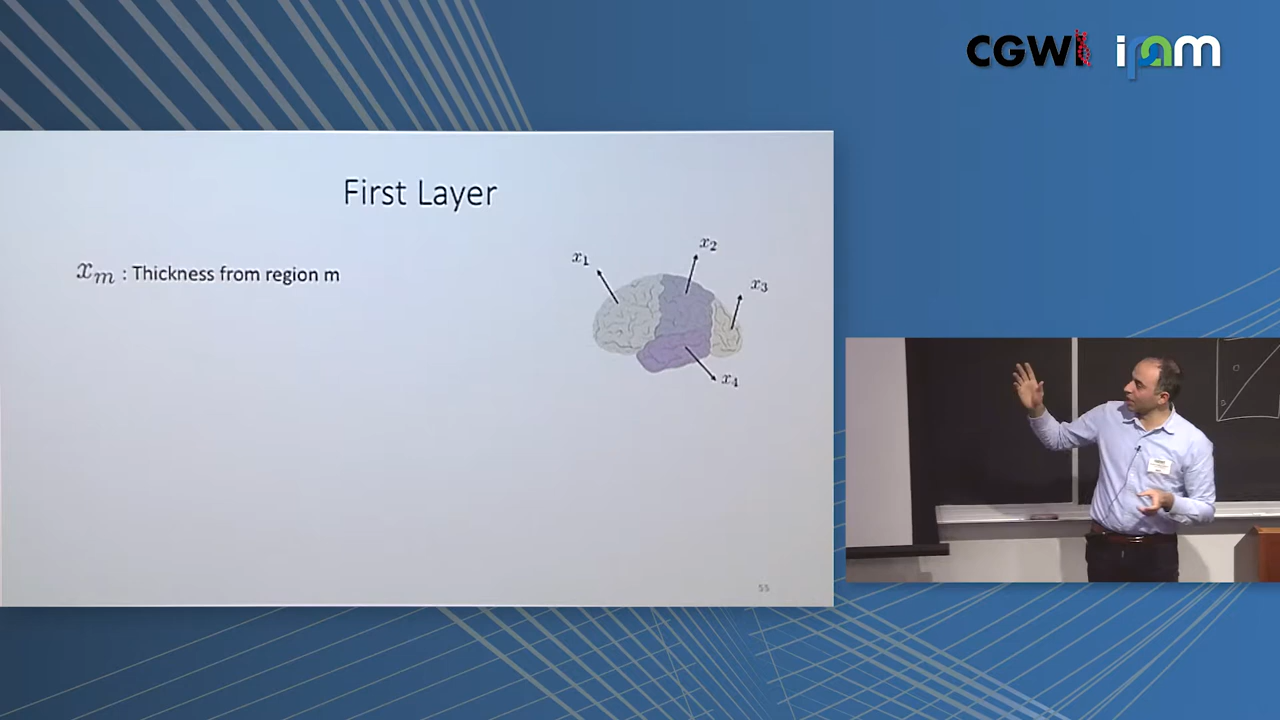 CGWI ipam
First Layer
x_m : Thickness from region m
x_1
x_2
x_3
x_4
55